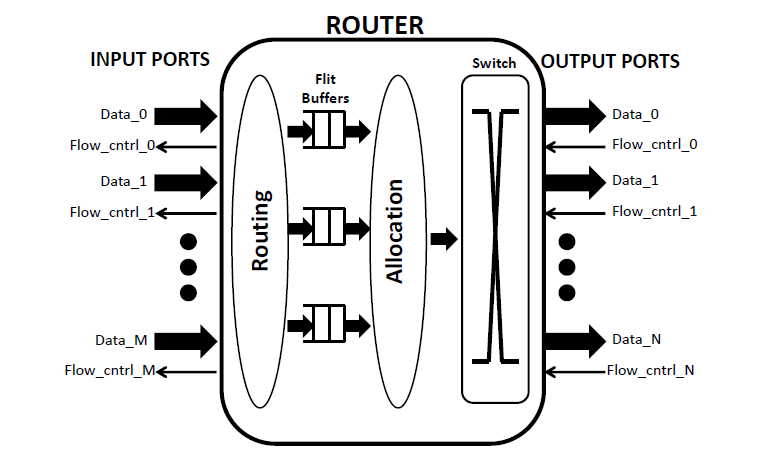 ROUTER
INPUT PORTS
Switch
OUTPUT PORTS
Flit
Buffers
Data_0
Flow_cntrl_0
Data_1
Flow_cntrl_1
Data_M
Flow_cntrl_M
Routing
Allocation
Data_0
Flow_cntrl_0
Data_1
Flow_cntrl_1
Data_N
Flow_cntrl_N